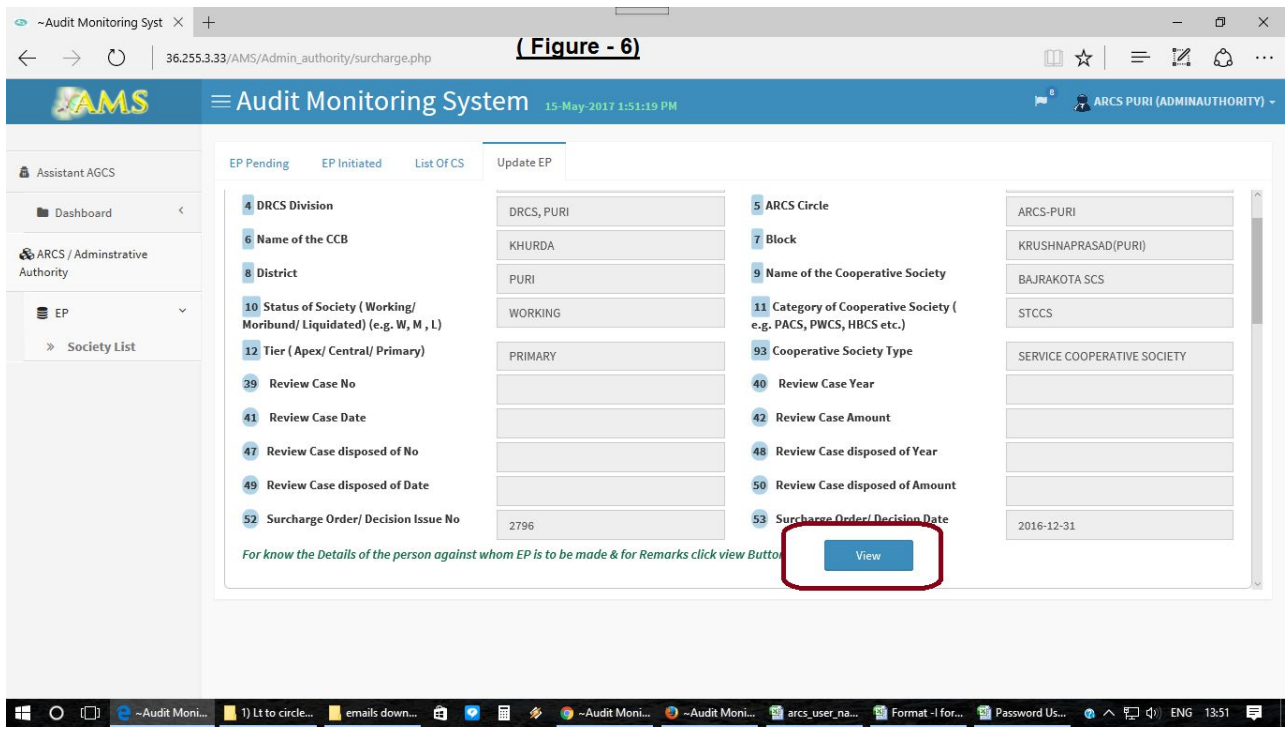 ~Audit Monitoring Syst
( Figure - 6)
36.255.3.33/AMS/Admin_authority/surcharge.php
AMS
Audit Monitoring System 15-May-2017 1:51:19 PM
8
ARCS PURI (ADMINAUTHORITY)
EP Pending EP Initiated List Of CS Update EP
Assistant AGCS
Dashboard
ARCS / Adminstrative
Authority
EP
Society List
4 DRCS Division DRCS, PURI 5 ARCS Circle ARCS-PURI
6 Name of the CCB KHURDA 7 Block KRUSHNAPRASAD(PURI)
8 District PURI 9 Name of the Cooperative Society BAJRAKOTA SCS
10 Status of Society ( Working/
Moribund/ Liquidated) (e.g. W, M , L) WORKING
11 Category of Cooperative Society (
e.g. PACS, PWCS, HBCS etc.) STCCS
12 Tier ( Apex/ Central/ Primary) PRIMARY 93 Cooperative Society Type SERVICE COOPERATIVE SOCIETY
39 Review Case No 40 Review Case Year
41 Review Case Date 42 Review Case Amount
47 Review Case disposed of No 48 Review Case disposed of Year
49 Review Case disposed of Date 50 Review Case disposed of Amount
52 Surcharge Order/ Decision Issue No 2796 53 Surcharge Order/ Decision Date 2016-12-31
For know the Details of the person against whom EP is to be made & for Remarks click view Button View
~Audit Moni... 1) Lt to circle... emails down... ~Audit Moni... ~Audit Moni... arcs_user_na... Format -I for... Password Us... ENG 13:51